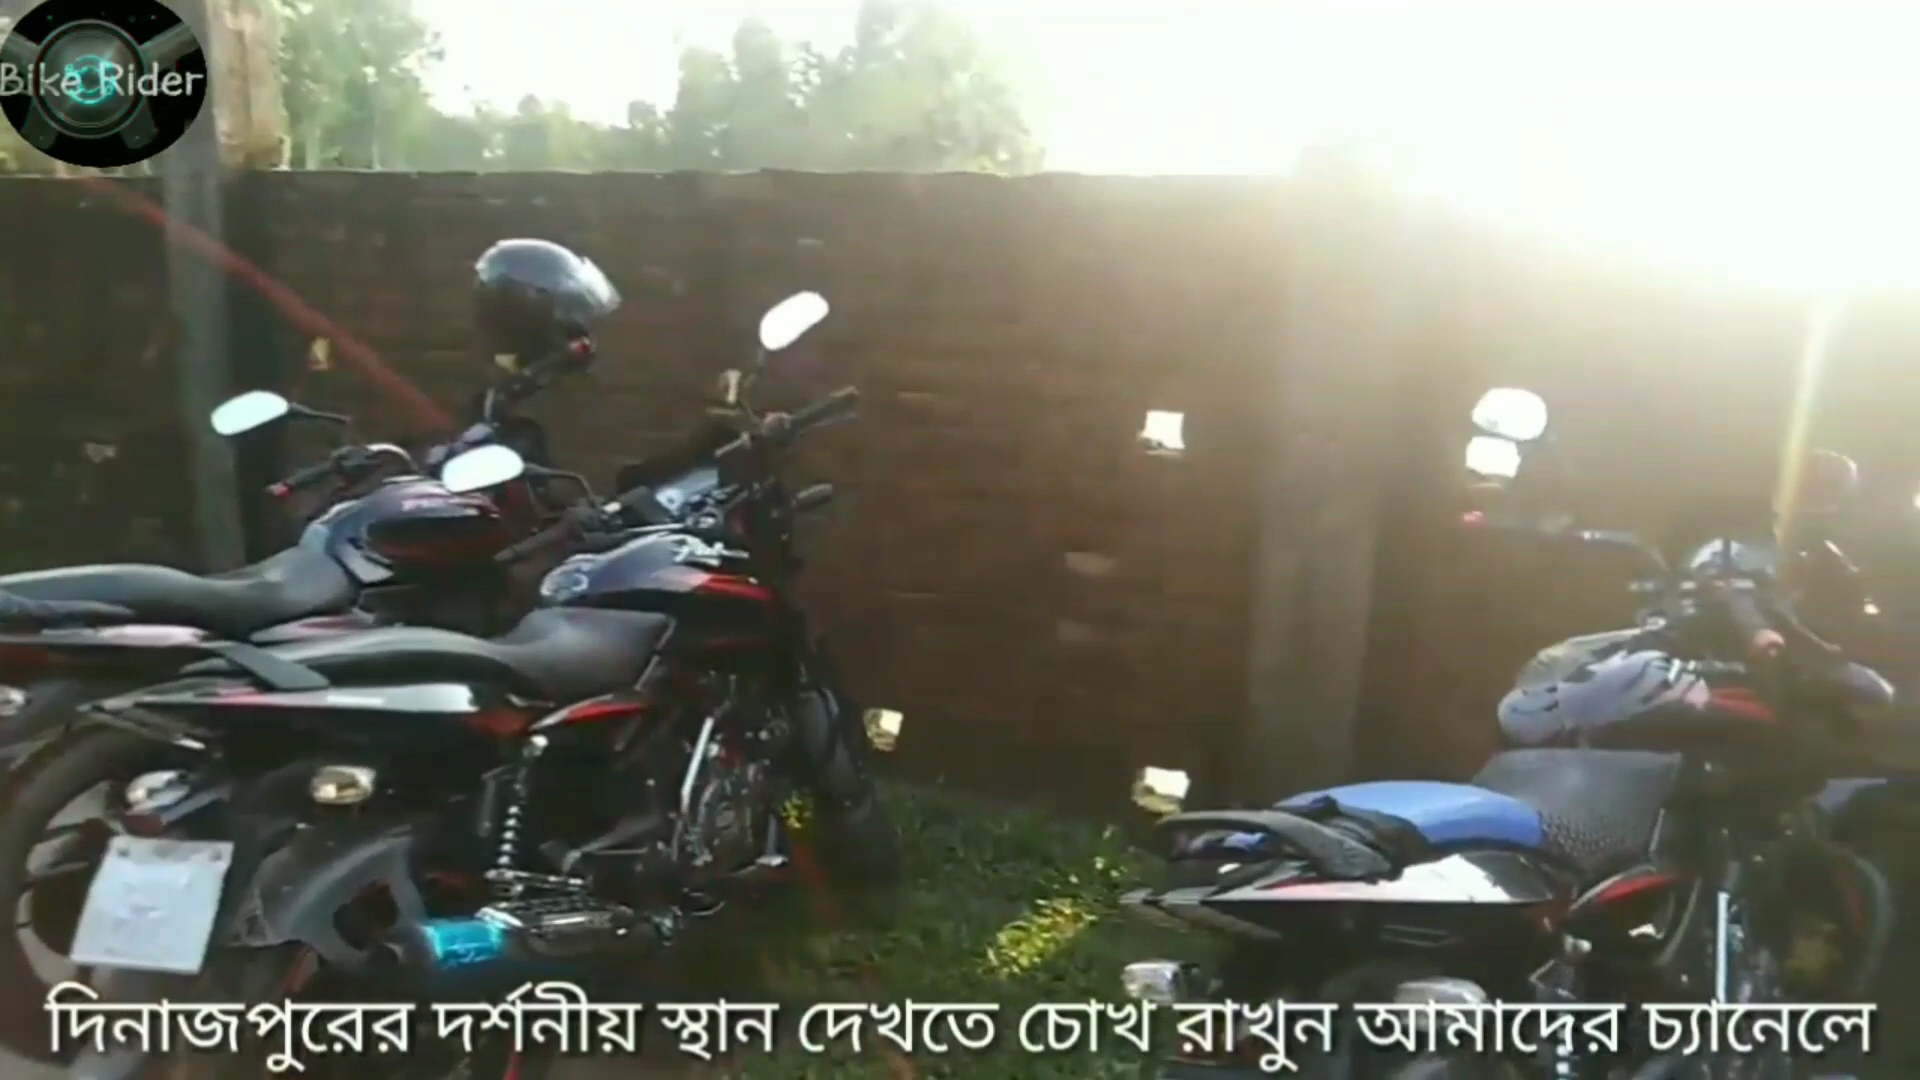 Bike Rider
দিনাজপুরের দর্শনীয় স্থান দেখতে চোখ রাখুন আমাদের চ্যানেলে